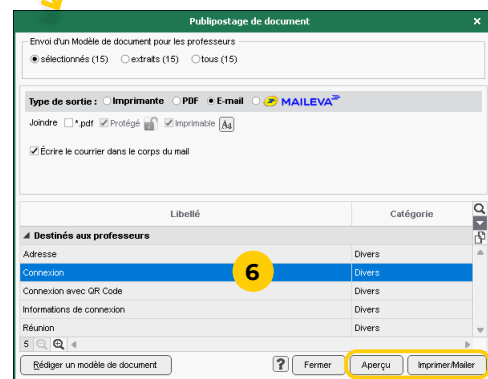 Publipostage de document
Envoi d'un Modèle de document pour les professeurs
sélectionnés (15) extraits (15) tous (15)
Type de sortie : Imprimante PDF E-mail MAILEVA
Joindre *.pdf Protégé Imprimable Aa
Écrire le courrier dans le corps du mail
Libellé Catégorie
Destinés aux professeurs
Adresse Divers
Connexion 6 Divers
Connexion avec QR Code Divers
Informations de connexion Divers
Réunion Divers
5
Rédiger un modèle de document ? Fermer Aperçu Imprimer/Mailer